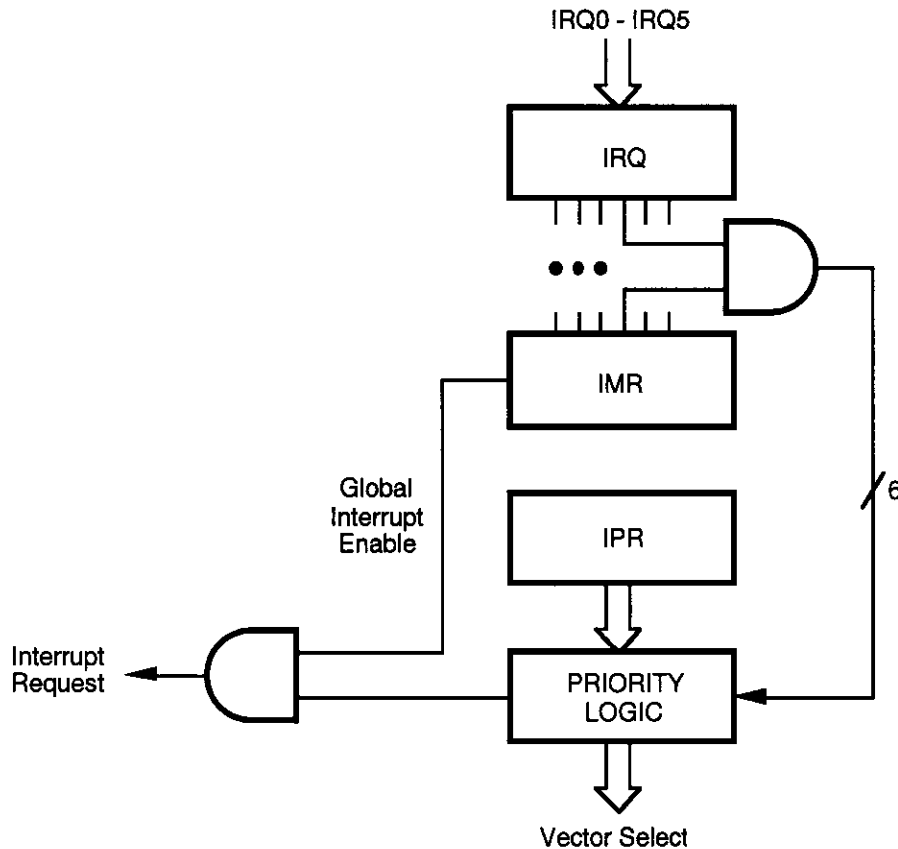 IRQ0 - IRQ5
IRQ
IMR
Global
Interrupt
Enable
6
IPR
Interrupt
Request
PRIORITY
LOGIC
Vector Select